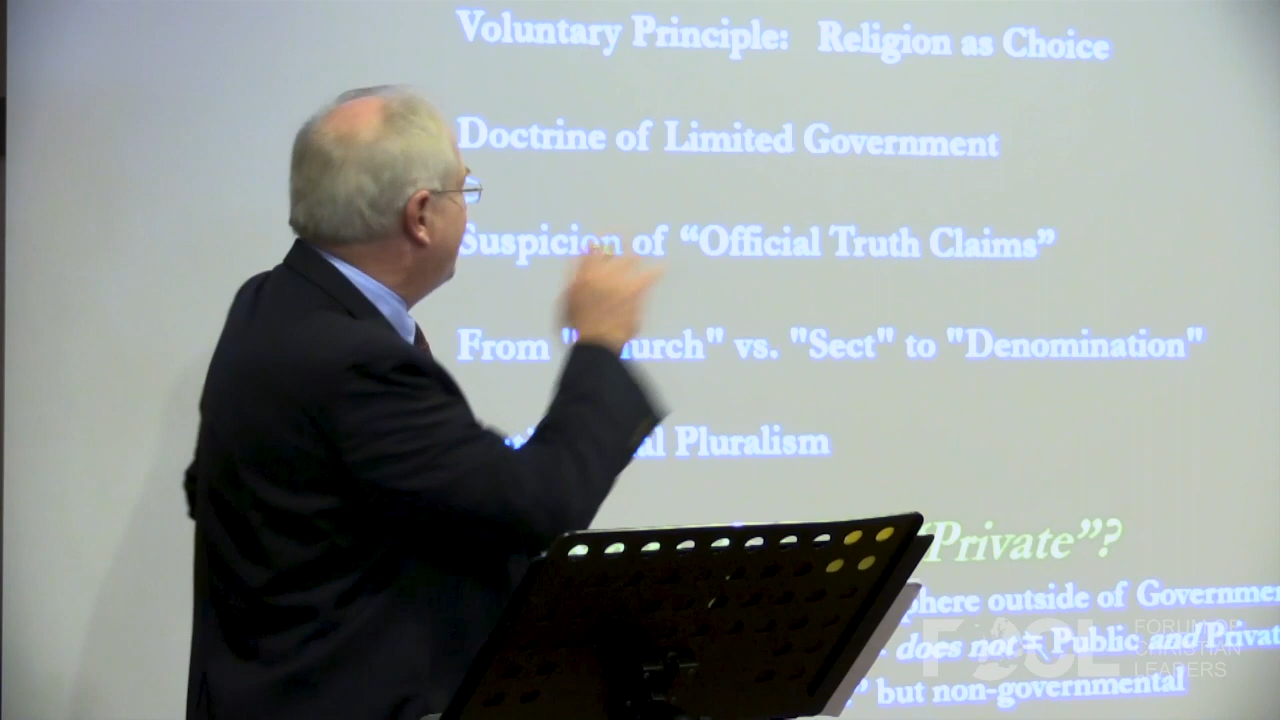 Voluntary Principle: Religion as Choice
Doctrine of Limited Government
Suspicion of “Official Truth Claims”
From "Church" vs. "Sect" to "Denomination"
Pluralism
“Private”?
outside of
does not = Public and Private
but non-governmental
FOCL FORUM OF
CHRISTIAN
LEADERS